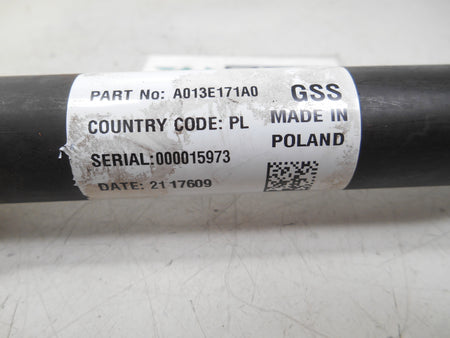 PART No: A013E171A0 GSS
COUNTRY CODE: PL MADE IN
POLAND
SERIAL:000015973
DATE: 21 17609